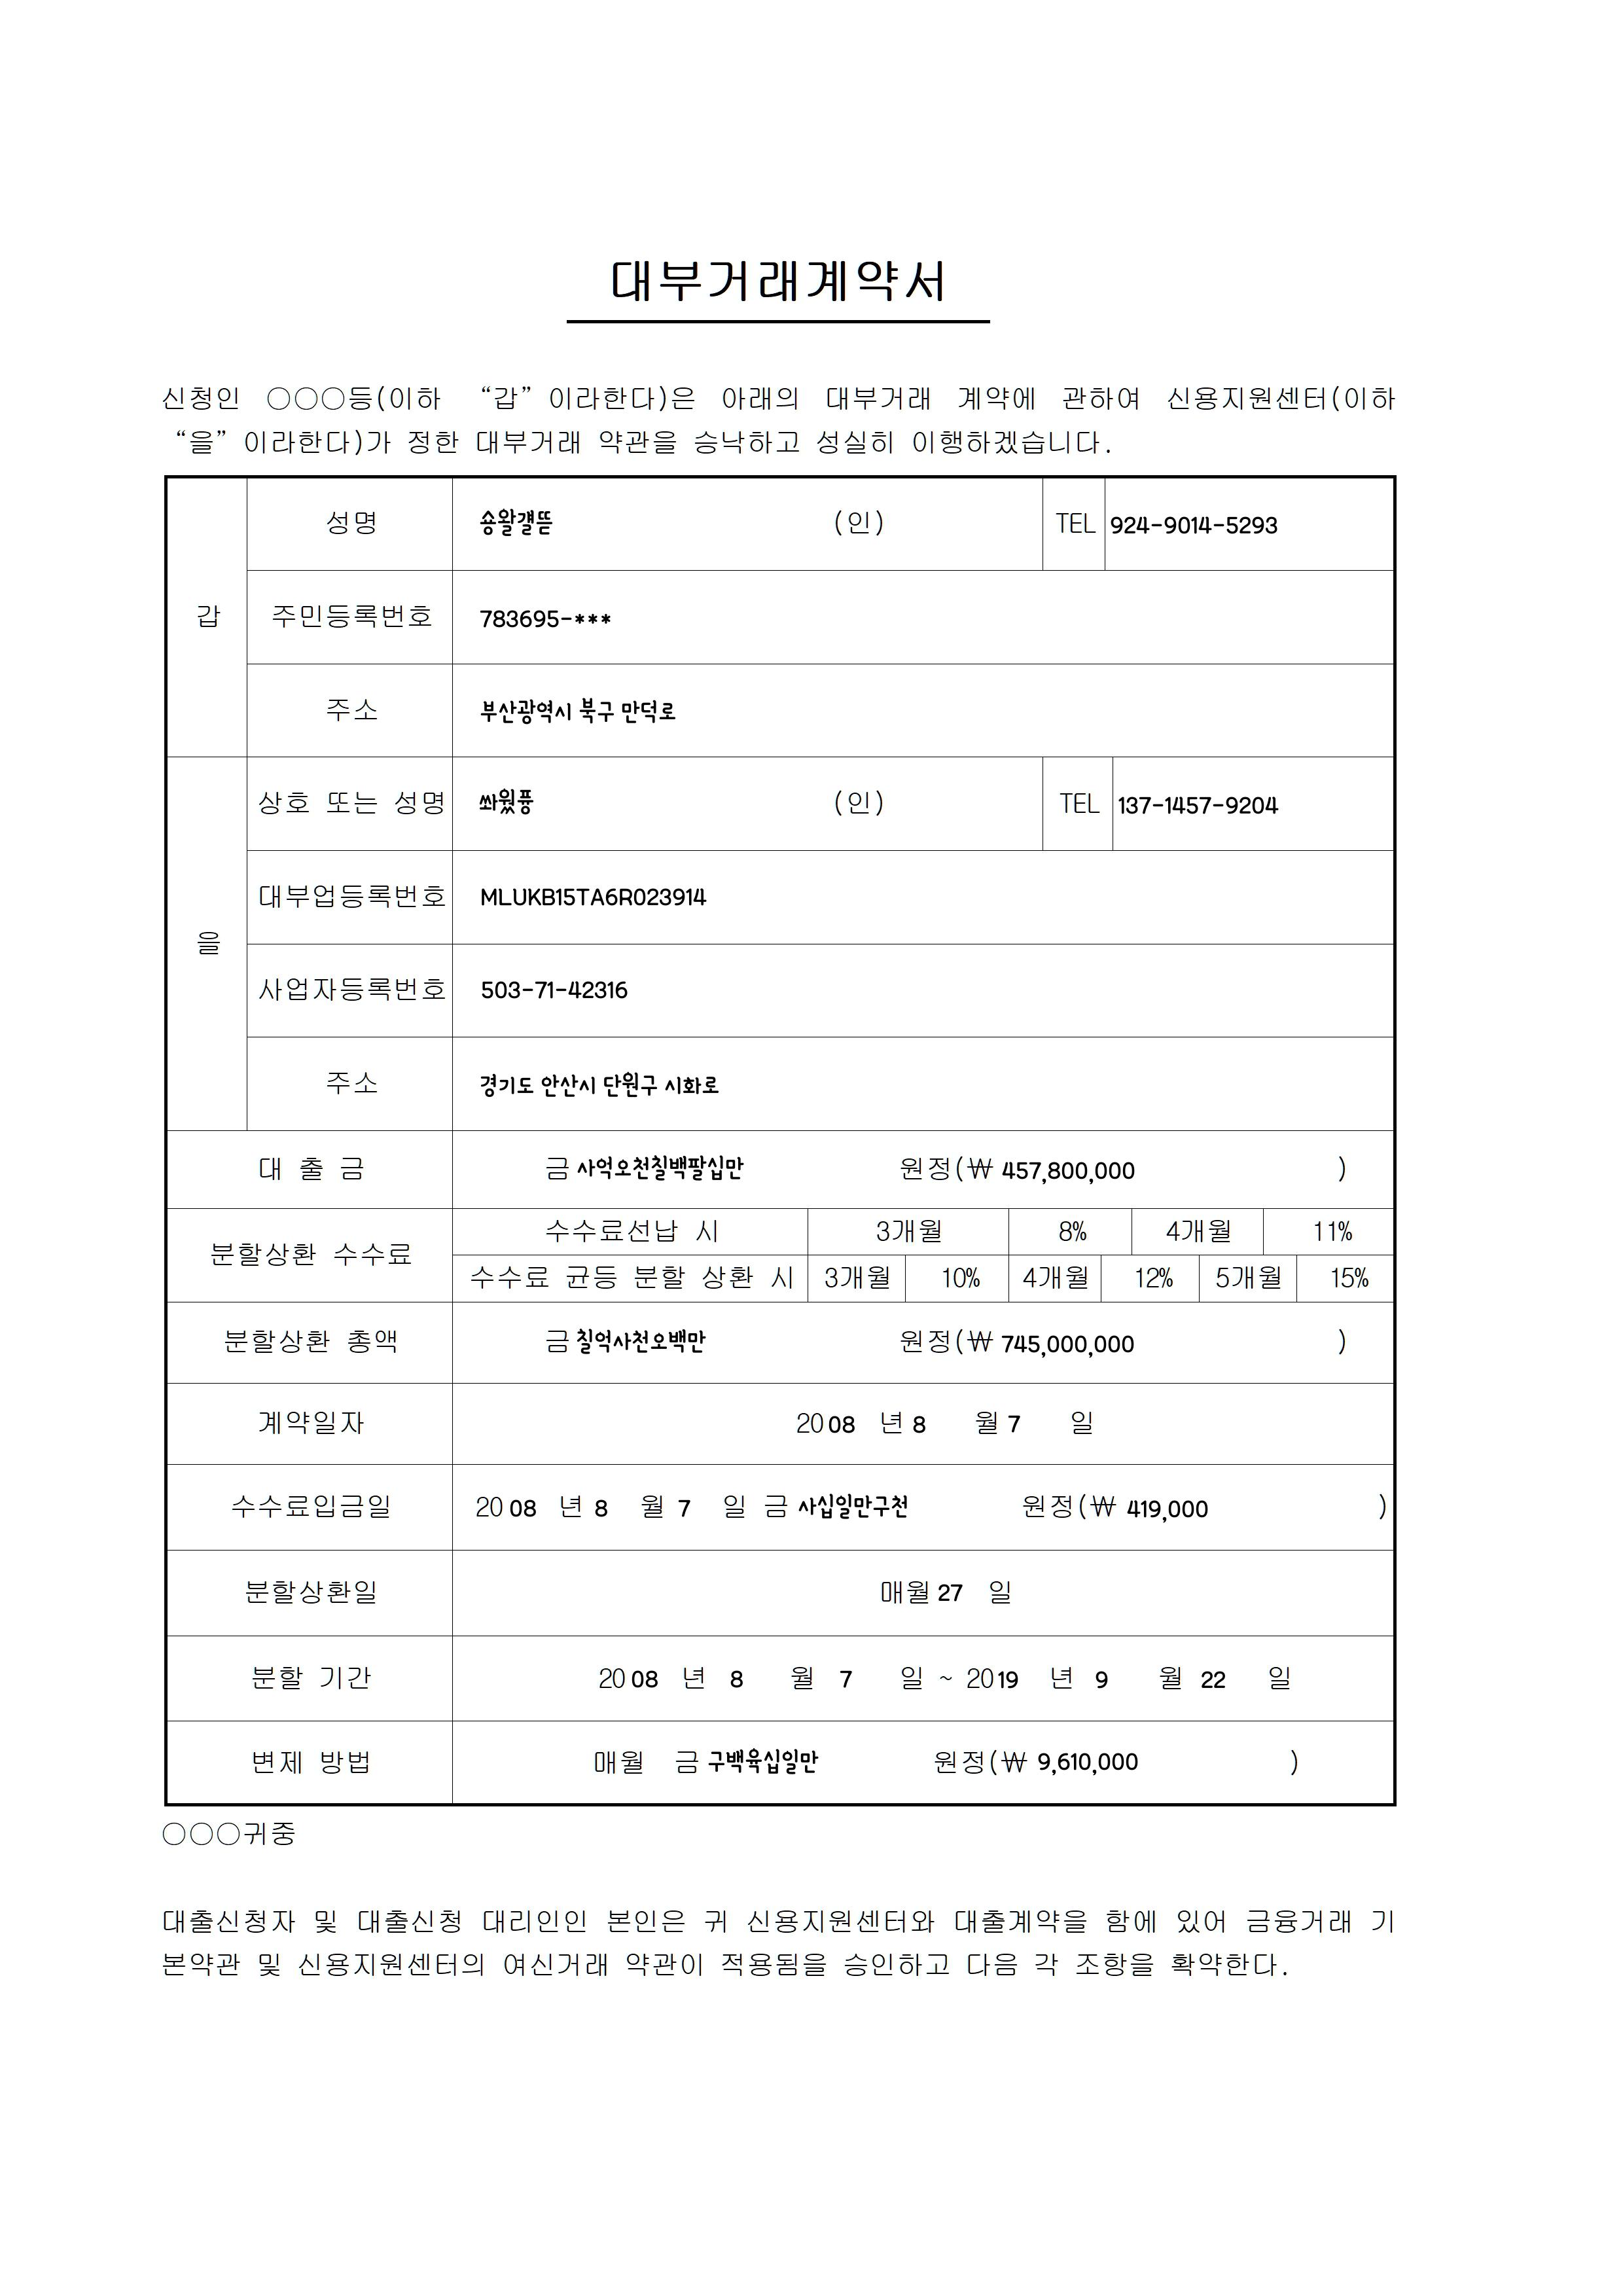 대부거래계약서
신청인 ○○○등(이하 “갑”이라한다)은 아래의 대부거래 계약에 관하여 신용지원센터(이하
“을”이라한다)가 정한 대부거래 약관을 승낙하고 성실히 이행하겠습니다.
갑 성명 숑왈걜뜯 (인) TEL 924-9014-5293
주민등록번호 783695-***
주소 부산광역시 북구 만덕로
을 상호 또는 성명 쏴웠픙 (인) TEL 137-1457-9204
대부업등록번호 MLUKB15TA6R023914
사업자등록번호 503-71-42316
주소 경기도 안산시 단원구 시화로
대 출 금 금 사억오천칠백팔십만 원정(₩ 457,800,000 )
분할상환 수수료 수수료선납 시 3개월 8% 4개월 11%
수수료 균등 분할 상환 시 3개월 10% 4개월 12% 5개월 15%
분할상환 총액 금 칠억사천오백만 원정(₩ 745,000,000 )
계약일자 2008 년 8 월 7 일
수수료입금일 2008 년 8 월 7 일 금 사십일만구천 원정(₩ 419,000 )
분할상환일 매월 27 일
분할 기간 2008 년 8 월 7 일 ~ 2019 년 9 월 22 일
변제 방법 매월 금 구백육십일만 원정(₩ 9,610,000 )
○○○귀중
대출신청자 및 대출신청 대리인인 본인은 귀 신용지원센터와 대출계약을 함에 있어 금융거래 기
본약관 및 신용지원센터의 여신거래 약관이 적용됨을 승인하고 다음 각 조항을 확약한다.